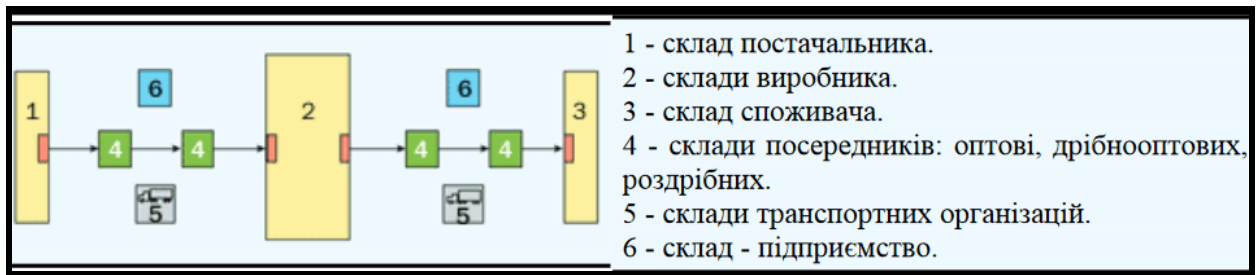 6
6
1
2
3
4
4
4
4
5
5
1 - склад постачальника.
2 - склади виробника.
3 - склад споживача.
4 - склади посередників: оптові, дрібнооптових,
роздрібних.
5 - склади транспортних організацій.
6 - склад - підприємство.